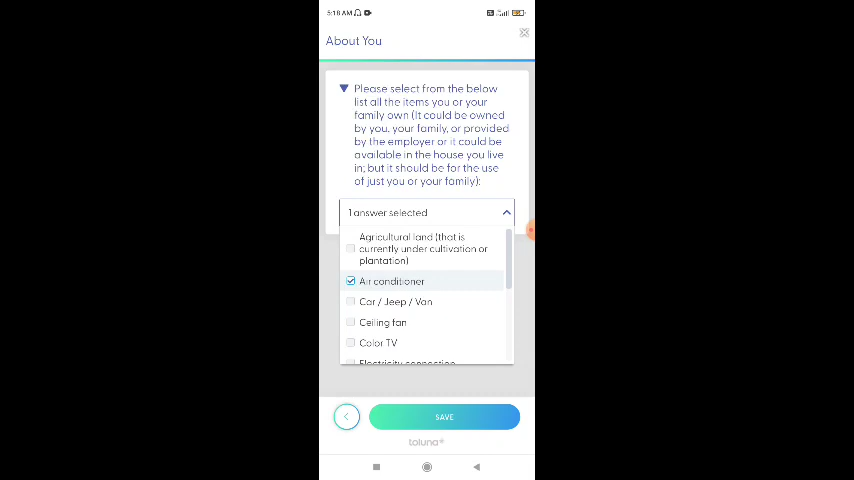 5:18 AM
About You
Please select from the below
list all the items you or your
family own (It could be owned
by you, your family, or provided
by the employer or it could be
available in the house you live
in; but it should be for the use
of just you or your family):
1 answer selected
Agricultural land (that is
currently under cultivation or
plantation)
Air conditioner
Car / Jeep / Van
Ceiling fan
Color TV
Electricity connection
SAVE
toluna